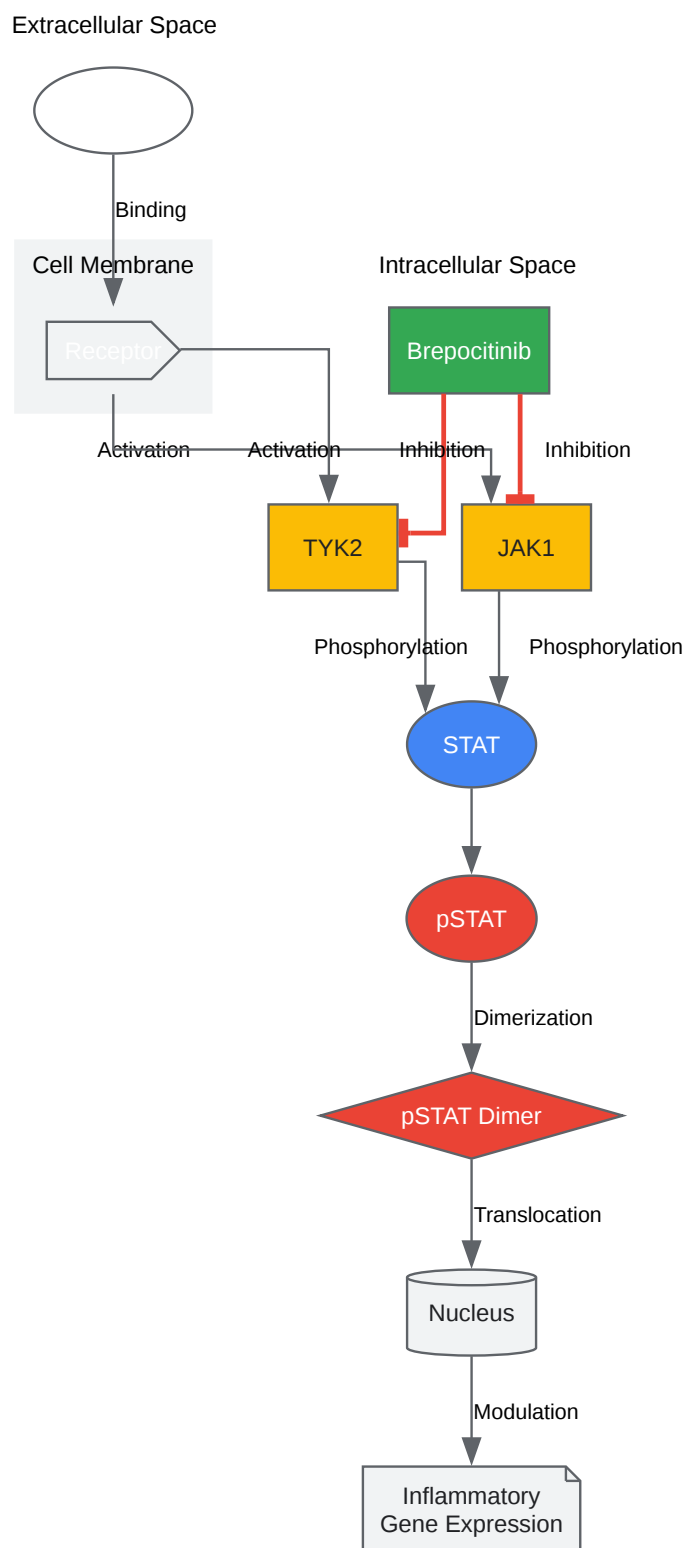 Extracellular Space
Binding
Cell Membrane
Intracellular Space
Receptor
Brepocitinib
Activation
Activation
Inhibition
Inhibition
TYK2
JAK1
Phosphorylation
Phosphorylation
STAT
pSTAT
Dimerization
pSTAT Dimer
Translocation
Nucleus
Modulation
Inflammatory
Gene Expression